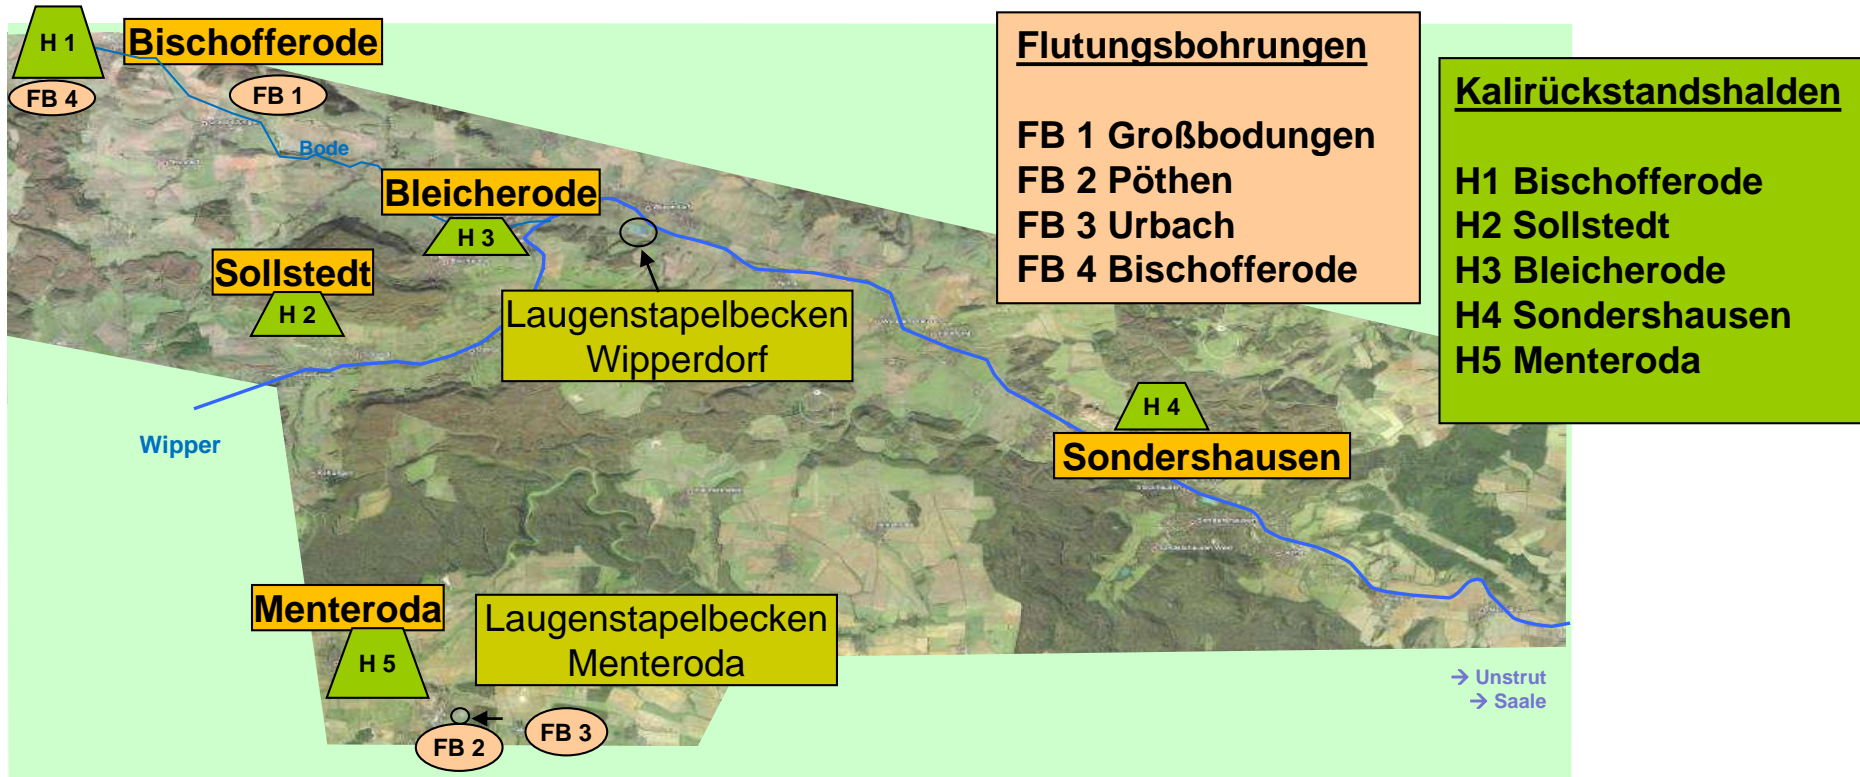 H 1
Bischofferode
FB 4
FB 1
Bode
Bleicherode
H 3
Sollstedt
H 2
Laugenstapelbecken
Wipperdorf
Wipper
H 4
Sondershausen
Menteroda
H 5
Laugenstapelbecken
Menteroda
FB 2
FB 3
→ Unstrut
→ Saale
Flutungsbohrungen
FB 1 Großbodungen
FB 2 Pöthen
FB 3 Urbach
FB 4 Bischofferode
Kalirückstandshalden
H1 Bischofferode
H2 Sollstedt
H3 Bleicherode
H4 Sondershausen
H5 Menteroda